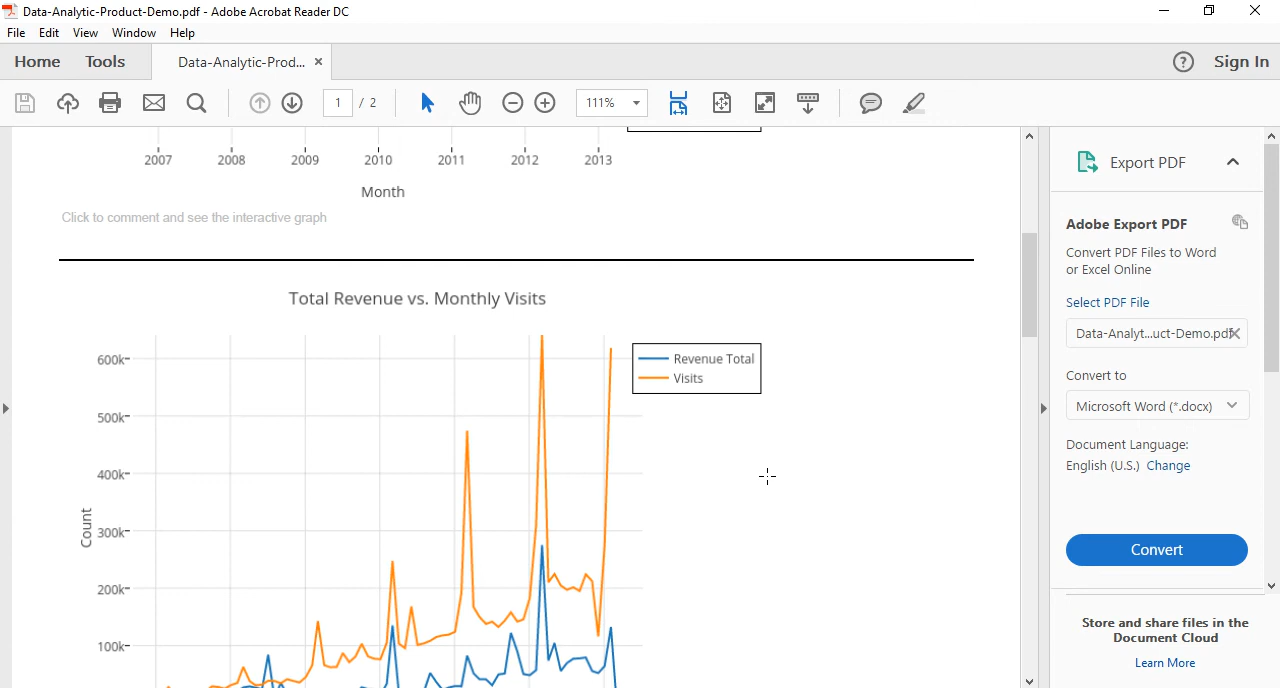 Data-Analytic-Product-Demo.pdf - Adobe Acrobat Reader DC
File Edit View Window Help
Home Tools Data-Analytic-Prod... × ? Sign In
1 / 2 111%
2007 2008 2009 2010 2011 2012 2013
Month
Click to comment and see the interactive graph
Total Revenue vs. Monthly Visits
600k
500k
400k
300k
200k
100k
Count
Revenue Total
Visits
Export PDF
Adobe Export PDF
Convert PDF Files to Word
or Excel Online
Select PDF File
Data-Analyt...uct-Demo.pdf
Convert to
Microsoft Word (*.docx)
Document Language:
English (U.S.) Change
Convert
Store and share files in the
Document Cloud
Learn More